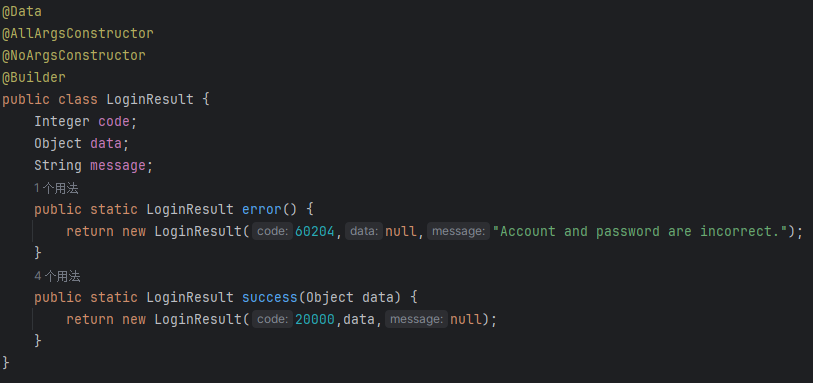 @Data
@AllArgsConstructor
@NoArgsConstructor
@Builder
public class LoginResult {
    Integer code;
    Object data;
    String message;
    1 个用法
    public static LoginResult error() {
        return new LoginResult( code: 60204, data: null, message: "Account and password are incorrect.");
    }
    4 个用法
    public static LoginResult success(Object data) {
        return new LoginResult( code: 20000,data, message: null);
    }
}